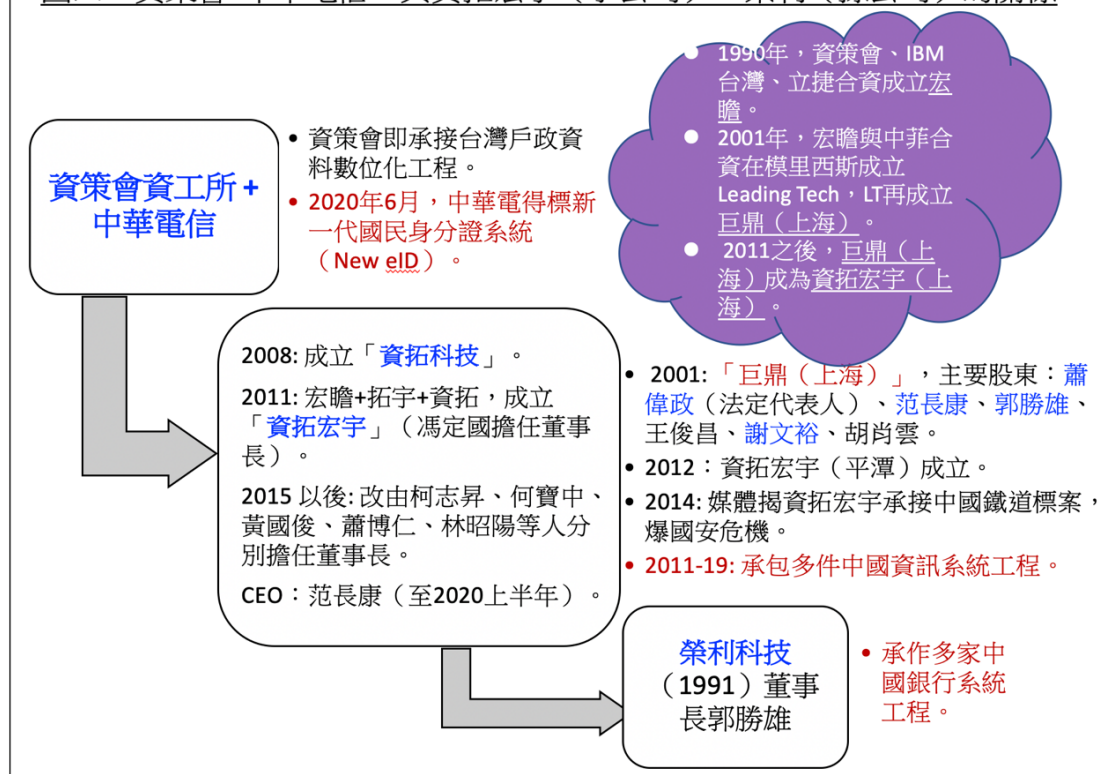 資策會資工所+
中華電信
• 資策會即承接台灣戶政資
料數位化工程。
• 2020年6月，中華電得標新
一代國民身分證系統
（New eID）。
● 1990年，資策會、IBM
台灣、立捷合資成立宏
瞻。
● 2001年，宏瞻與中菲合
資在模里西斯成立
Leading Tech，LT再成立
巨鼎（上海）。
● 2011之後，巨鼎（上
海）成為資拓宏宇（上
海）。
2008: 成立「資拓科技」。
2011: 宏瞻+拓宇+資拓，成立
「資拓宏宇」（馮定國擔任董事
長）。
2015 以後: 改由柯志昇、何寶中、
黃國俊、蕭博仁、林昭陽等人分
別擔任董事長。
CEO：范長康（至2020上半年）。
• 2001:「巨鼎（上海）」，主要股東：蕭
偉政（法定代表人）、范長康、郭勝雄、
王俊昌、謝文裕、胡肖雲。
• 2012：資拓宏宇（平潭）成立。
• 2014: 媒體揭資拓宏宇承接中國鐵道標案，
爆國安危機。
• 2011-19: 承包多件中國資訊系統工程。
榮利科技
（1991）董事
長郭勝雄
• 承作多家中
國銀行系統
工程。